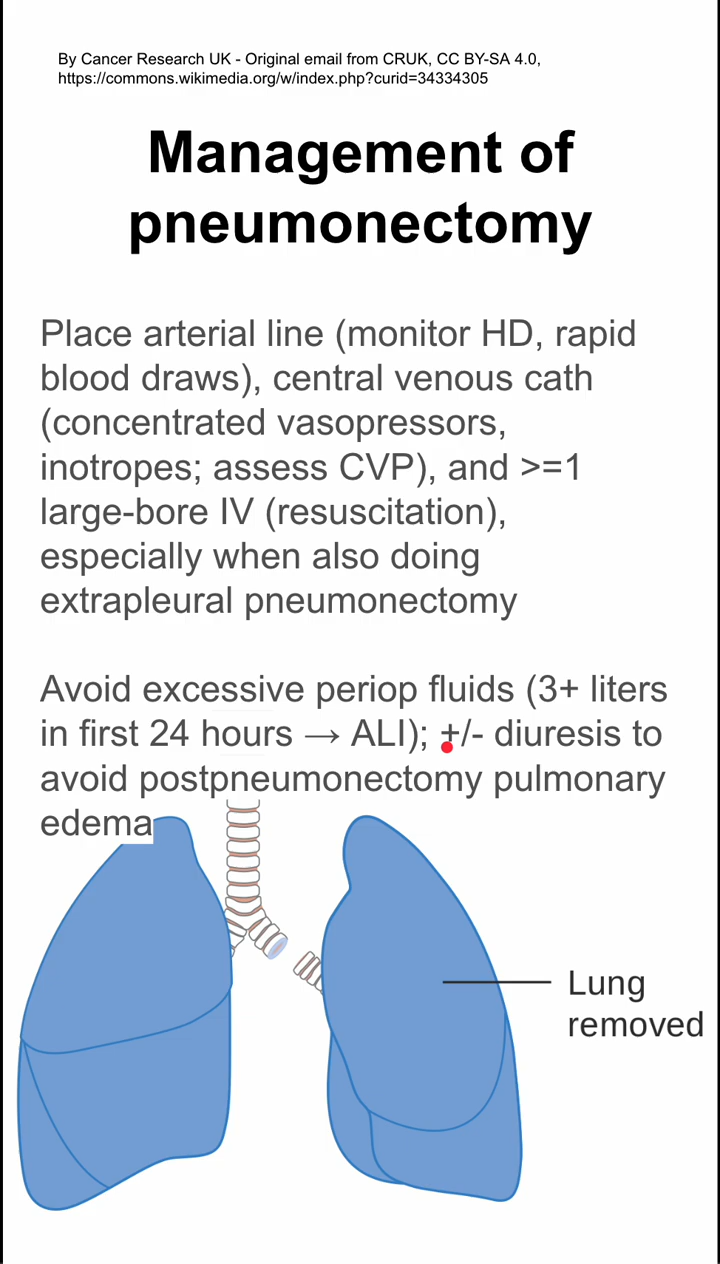 By Cancer Research UK - Original email from CRUK, CC BY-SA 4.0,
https://commons.wikimedia.org/w/index.php?curid=34334305
Management of
pneumonectomy
Place arterial line (monitor HD, rapid
blood draws), central venous cath
(concentrated vasopressors,
inotropes; assess CVP), and >=1
large-bore IV (resuscitation),
especially when also doing
extrapleural pneumonectomy
Avoid excessive periop fluids (3+ liters
in first 24 hours → ALI); +/- diuresis to
avoid postpneumonectomy pulmonary
edema
Lung
removed